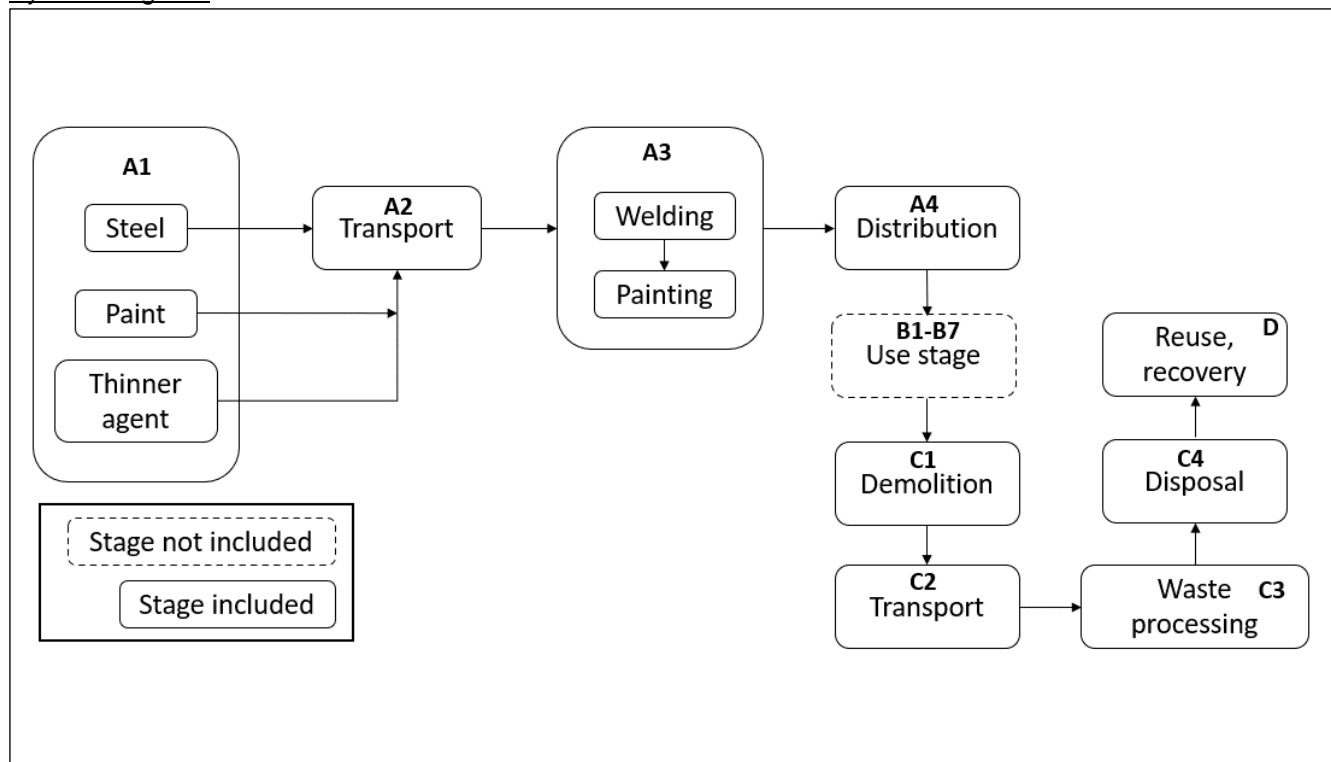 A1
Steel
Paint
Thinner
agent
A2
Transport
A3
Welding
Painting
A4
Distribution
B1-B7
Use stage
C1
Demolition
C2
Transport
Waste C3
processing
C4
Disposal
Reuse, D
recovery
Stage not included
Stage included